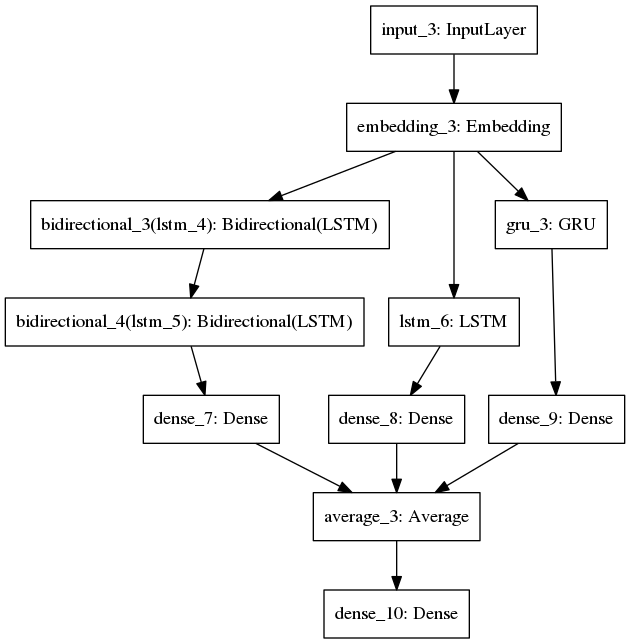 input_3: InputLayer
embedding_3: Embedding
bidirectional_3(lstm_4): Bidirectional(LSTM)
gru_3: GRU
bidirectional_4(lstm_5): Bidirectional(LSTM)
lstm_6: LSTM
dense_7: Dense
dense_8: Dense
dense_9: Dense
average_3: Average
dense_10: Dense